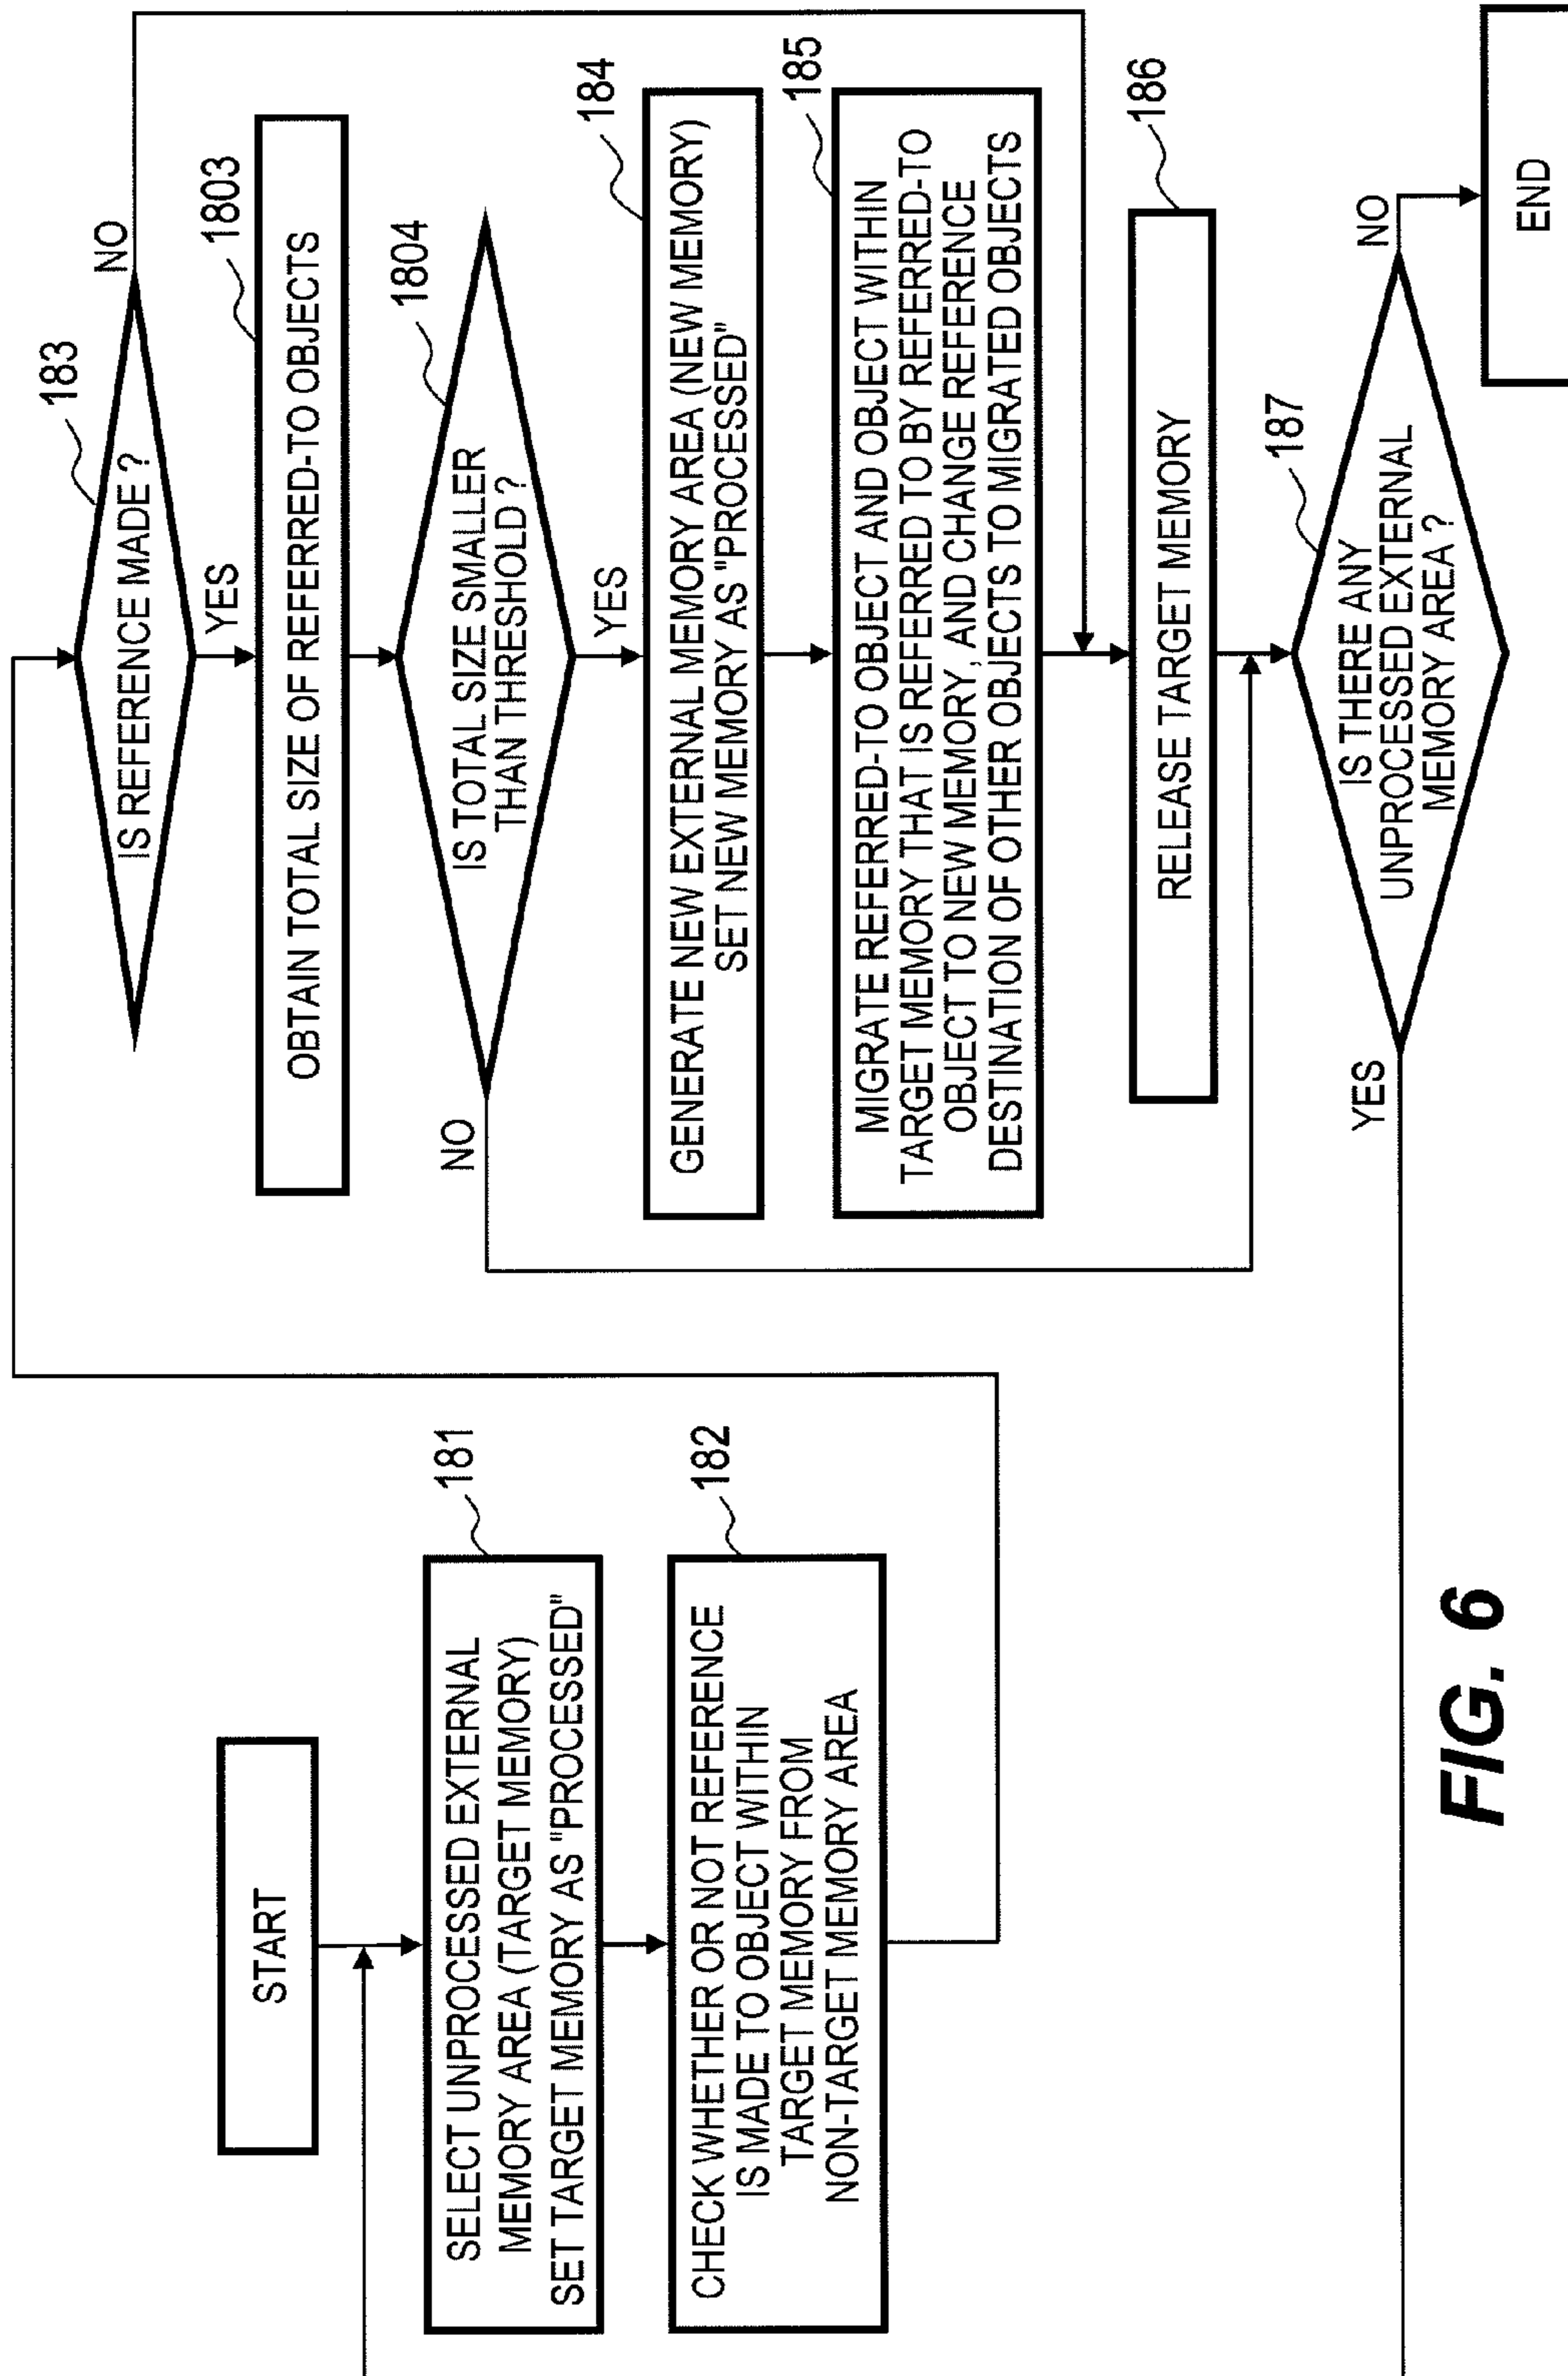 START
181
SELECT UNPROCESSED EXTERNAL
MEMORY AREA (TARGET MEMORY)
SET TARGET MEMORY AS "PROCESSED"
182
CHECK WHETHER OR NOT REFERENCE
IS MADE TO OBJECT WITHIN
TARGET MEMORY FROM
NON-TARGET MEMORY AREA
183
IS REFERENCE MADE ?
NO
YES
1803
OBTAIN TOTAL SIZE OF REFERRED-TO OBJECTS
1804
IS TOTAL SIZE SMALLER
THAN THRESHOLD ?
NO
YES
184
GENERATE NEW EXTERNAL MEMORY AREA (NEW MEMORY)
SET NEW MEMORY AS "PROCESSED"
185
MIGRATE REFERRED-TO OBJECT AND OBJECT WITHIN
TARGET MEMORY THAT IS REFERRED TO BY REFERRED-TO
OBJECT TO NEW MEMORY, AND CHANGE REFERENCE
DESTINATION OF OTHER OBJECTS TO MIGRATED OBJECTS
186
RELEASE TARGET MEMORY
187
IS THERE ANY
UNPROCESSED EXTERNAL
MEMORY AREA ?
YES
NO
END
FIG. 6